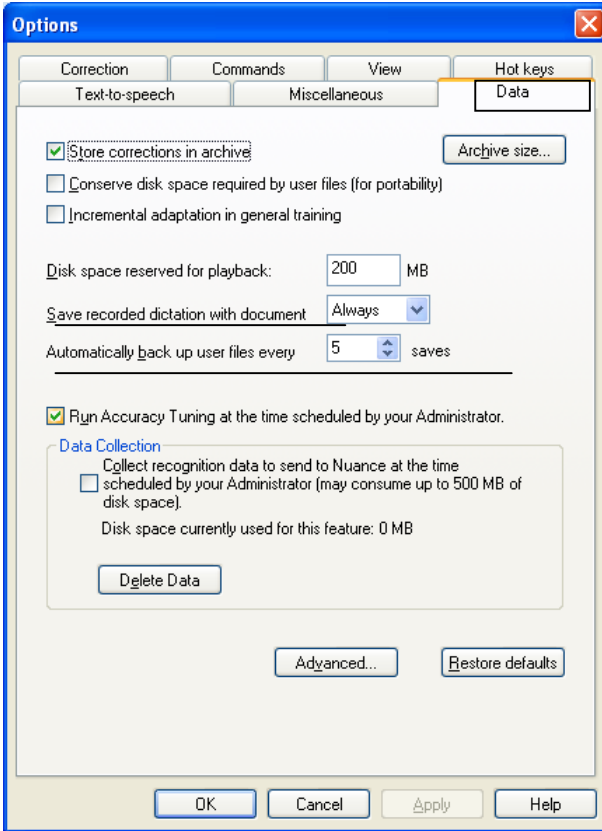 Options
Correction Commands View Hot keys
Text-to-speech Miscellaneous Data
Store corrections in archive Archive size...
Conserve disk space required by user files (for portability)
Incremental adaptation in general training
Disk space reserved for playback: 200 MB
Save recorded dictation with document Always
Automatically back up user files every 5 saves
Run Accuracy Tuning at the time scheduled by your Administrator.
Data Collection
Collect recognition data to send to Nuance at the time
scheduled by your Administrator (may consume up to 500 MB of
disk space).
Disk space currently used for this feature: 0 MB
Delete Data
Advanced... Restore defaults
OK Cancel Apply Help